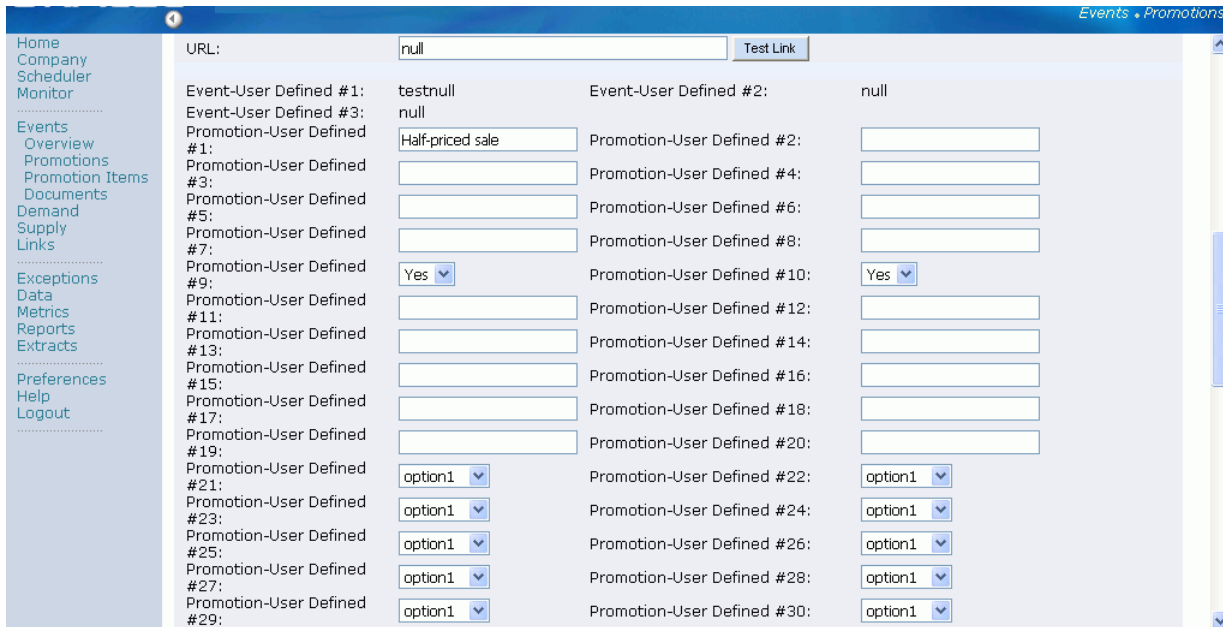 Events • Promotions
Home
Company
Scheduler
Monitor
Events
Overview
Promotions
Promotion Items
Documents
Demand
Supply
Links
Exceptions
Data
Metrics
Reports
Extracts
Preferences
Help
Logout
URL: null Test Link
Event-User Defined #1: testnull Event-User Defined #2: null
Event-User Defined #3: null
Promotion-User Defined
#1: Half-priced sale Promotion-User Defined #2:
Promotion-User Defined
#3: Promotion-User Defined #4:
Promotion-User Defined
#5: Promotion-User Defined #6:
Promotion-User Defined
#7: Promotion-User Defined #8:
Promotion-User Defined
#9: Yes Promotion-User Defined #10: Yes
Promotion-User Defined
#11: Promotion-User Defined #12:
Promotion-User Defined
#13: Promotion-User Defined #14:
Promotion-User Defined
#15: Promotion-User Defined #16:
Promotion-User Defined
#17: Promotion-User Defined #18:
Promotion-User Defined
#19: Promotion-User Defined #20:
Promotion-User Defined
#21: option1 Promotion-User Defined #22: option1
Promotion-User Defined
#23: option1 Promotion-User Defined #24: option1
Promotion-User Defined
#25: option1 Promotion-User Defined #26: option1
Promotion-User Defined
#27: option1 Promotion-User Defined #28: option1
Promotion-User Defined
#29: option1 Promotion-User Defined #30: option1